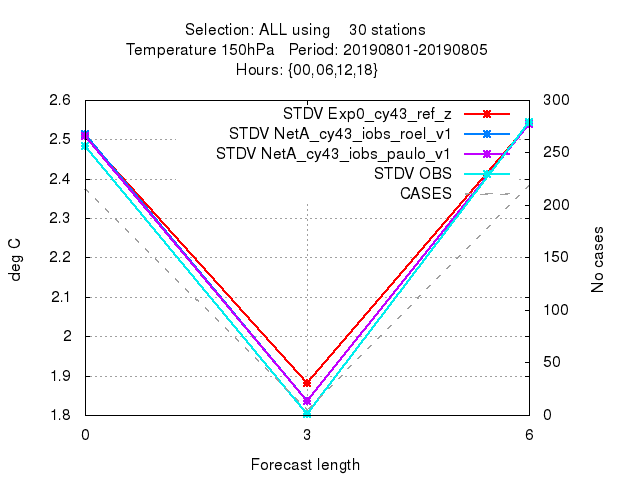 Selection: ALL using 30 stations
Temperature 150hPa Period: 20190801-20190805
Hours: {00,06,12,18}
STDV Exp0_cy43_ref_z
STDV NetA_cy43_iobs_roel_v1
STDV NetA_cy43_iobs_paulo_v1
STDV OBS
CASES
deg C
2.6
2.5
2.4
2.3
2.2
2.1
2
1.9
1.8
300
250
200
150
100
50
0
No cases
0 3 6
Forecast length